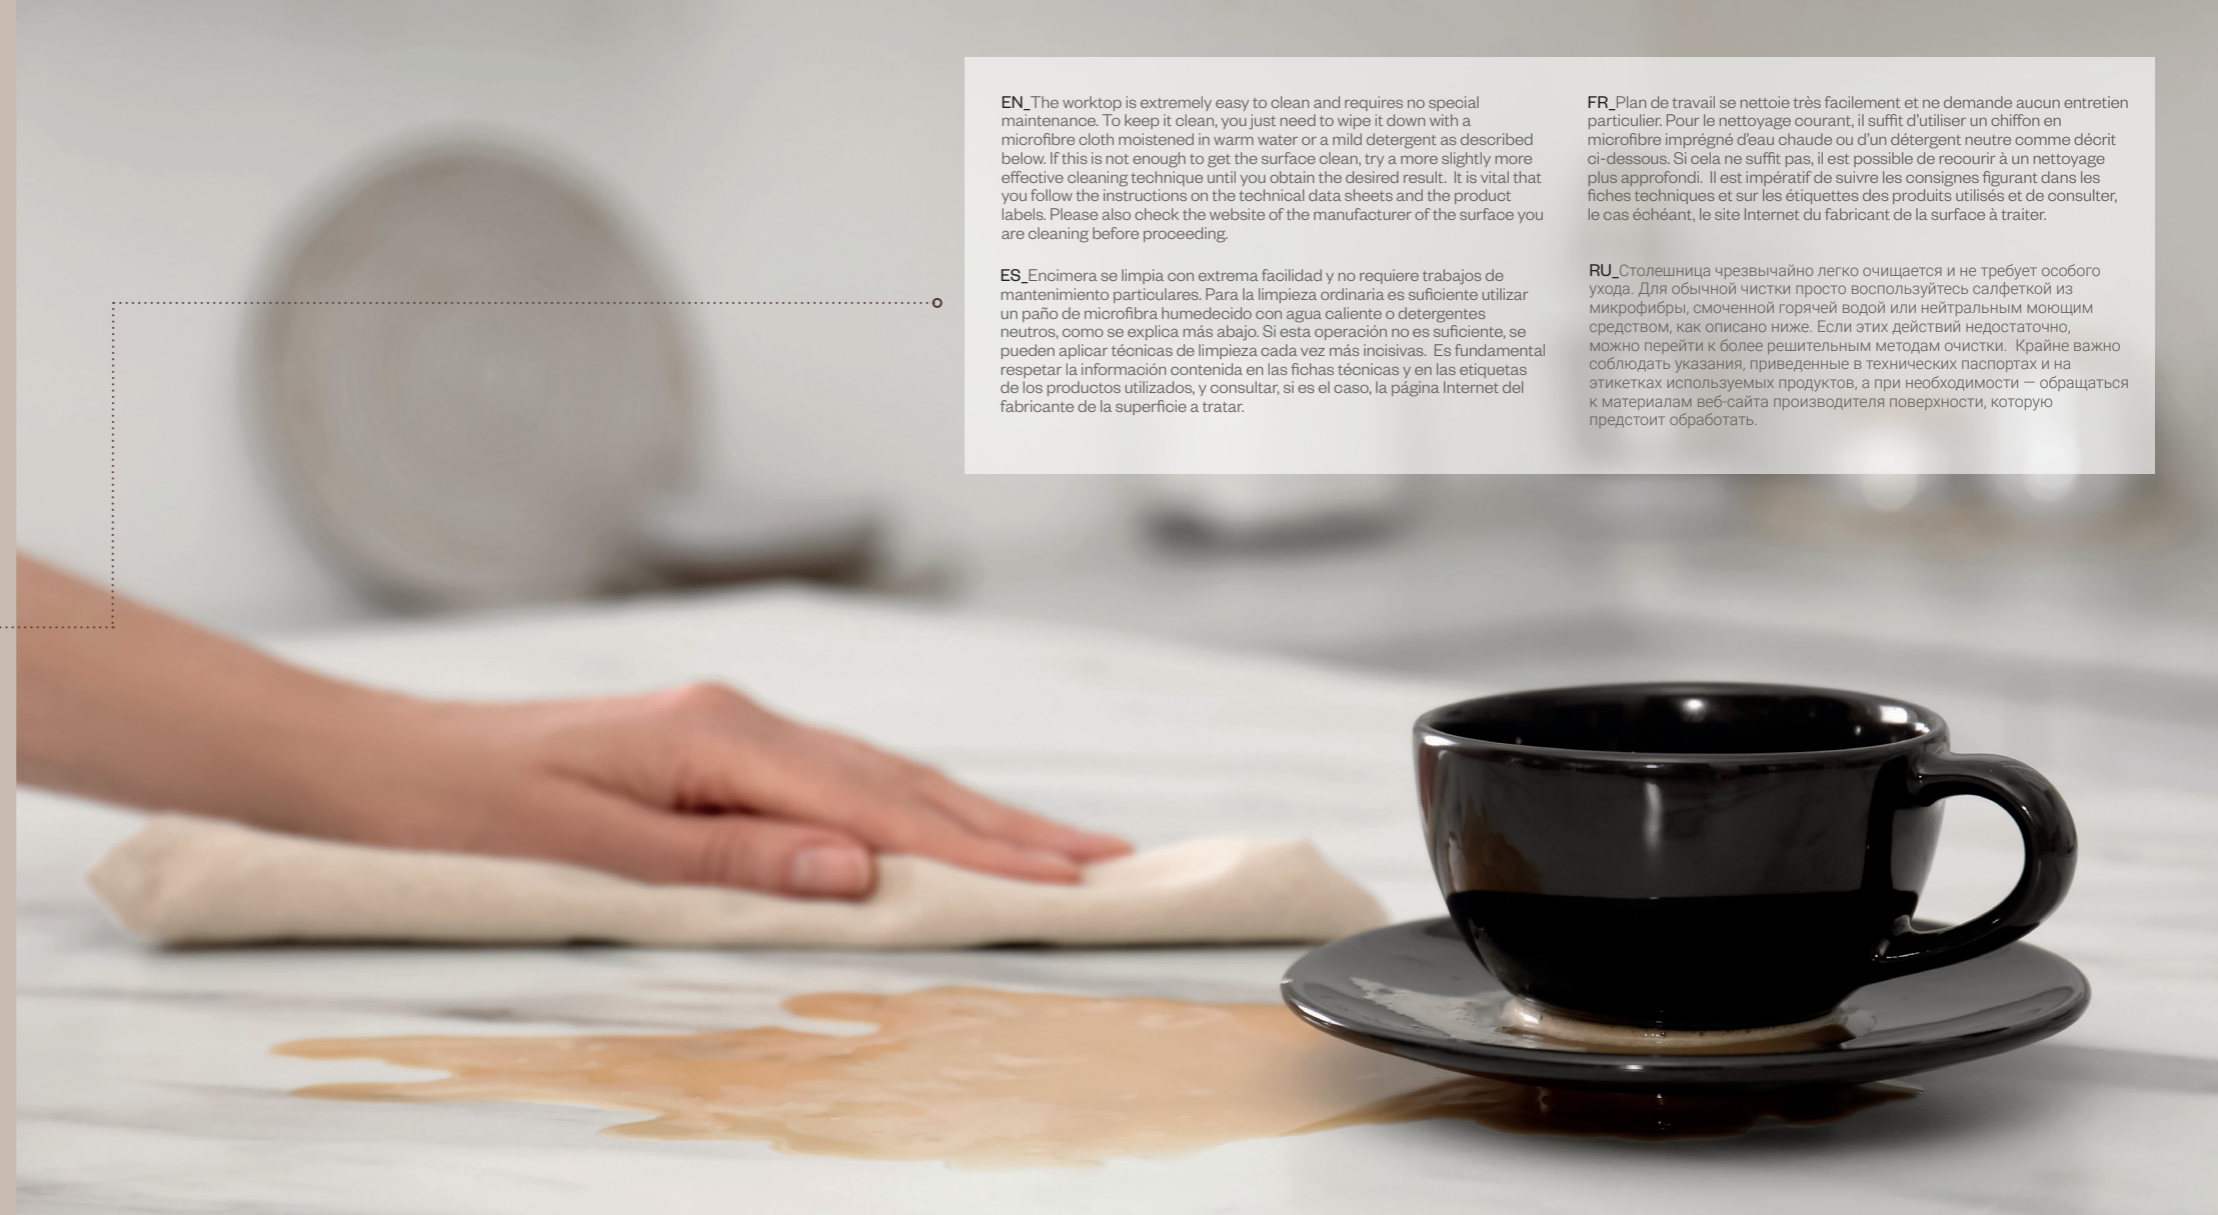 EN_The worktop is extremely easy to clean and requires no special
maintenance. To keep it clean, you just need to wipe it down with a
microfibre cloth moistened in warm water or a mild detergent as described
below. If this is not enough to get the surface clean, try a more slightly more
effective cleaning technique until you obtain the desired result.  It is vital that
you follow the instructions on the technical data sheets and the product
labels. Please also check the website of the manufacturer of the surface you
are cleaning before proceeding.
ES_Encimera se limpia con extrema facilidad y no requiere trabajos de
mantenimiento particulares. Para la limpieza ordinaria es suficiente utilizar
un paño de microfibra humedecido con agua caliente o detergentes
neutros, como se explica más abajo. Si esta operación no es suficiente, se
pueden aplicar técnicas de limpieza cada vez más incisivas.  Es fundamental
respetar la información contenida en las fichas técnicas y en las etiquetas
de los productos utilizados, y consultar, si es el caso, la página Internet del
fabricante de la superficie a tratar.
FR_Plan de travail se nettoie très facilement et ne demande aucun entretien
particulier. Pour le nettoyage courant, il suffit d'utiliser un chiffon en
microfibre imprégné d'eau chaude ou d'un détergent neutre comme décrit
ci-dessous. Si cela ne suffit pas, il est possible de recourir à un nettoyage
plus approfondi.  Il est impératif de suivre les consignes figurant dans les
fiches techniques et sur les étiquettes des produits utilisés et de consulter,
le cas échéant, le site Internet du fabricant de la surface à traiter.
RU_Столешница чрезвычайно легко очищается и не требует особого
ухода. Для обычной чистки просто воспользуйтесь салфеткой из
микрофибры, смоченной горячей водой или нейтральным моющим
средством, как описано ниже. Если этих действий недостаточно,
можно перейти к более решительным методам очистки.  Крайне важно
соблюдать указания, приведенные в технических паспортах и на
этикетках используемых продуктов, а при необходимости — обращаться
к материалам веб-сайта производителя поверхности, которую
предстоит обработать.